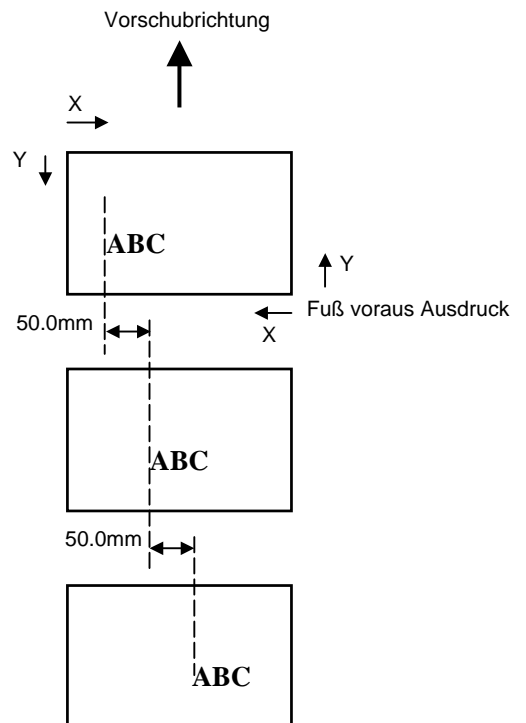 Vorschubrichtung
X
Y
ABC
Y
Fuß voraus Ausdruck
X
50.0mm
ABC
50.0mm
ABC